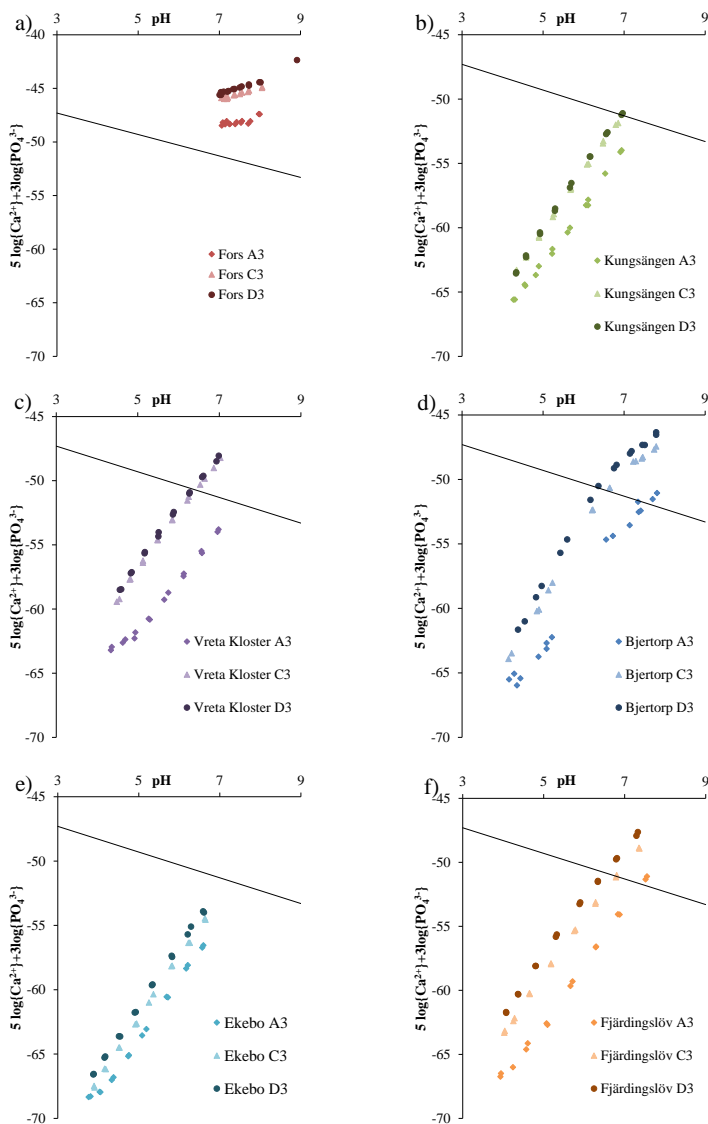 a)
pH
3 5 7 9
-40
-45
-50
-55
-60
-65
-70
5 log{Ca²⁺}+3log{PO₄³⁻}
Fors A3
Fors C3
Fors D3
b)
pH
3 5 7 9
-45
-50
-55
-60
-65
-70
5 log{Ca²⁺}+3log{PO₄³⁻}
Kungsängen A3
Kungsängen C3
Kungsängen D3
c)
pH
3 5 7 9
-45
-50
-55
-60
-65
-70
5 log{Ca²⁺}+3log{PO₄³⁻}
Vreta Kloster A3
Vreta Kloster C3
Vreta Kloster D3
d)
pH
3 5 7 9
-45
-50
-55
-60
-65
-70
5 log{Ca²⁺}+3log{PO₄³⁻}
Bjertorp A3
Bjertorp C3
Bjertorp D3
e)
pH
3 5 7 9
-45
-50
-55
-60
-65
-70
5 log{Ca²⁺}+3log{PO₄³⁻}
Ekebo A3
Ekebo C3
Ekebo D3
f)
pH
3 5 7 9
-45
-50
-55
-60
-65
-70
5 log{Ca²⁺}+3log{PO₄³⁻}
Fjärdingslöv A3
Fjärdingslöv C3
Fjärdingslöv D3